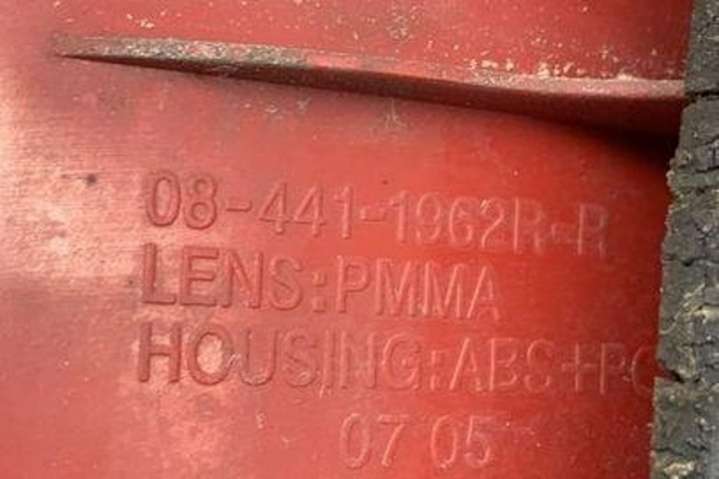 08-441-1962R-R
LENS:PMMA
HOUSING:ABS+PC
07 05